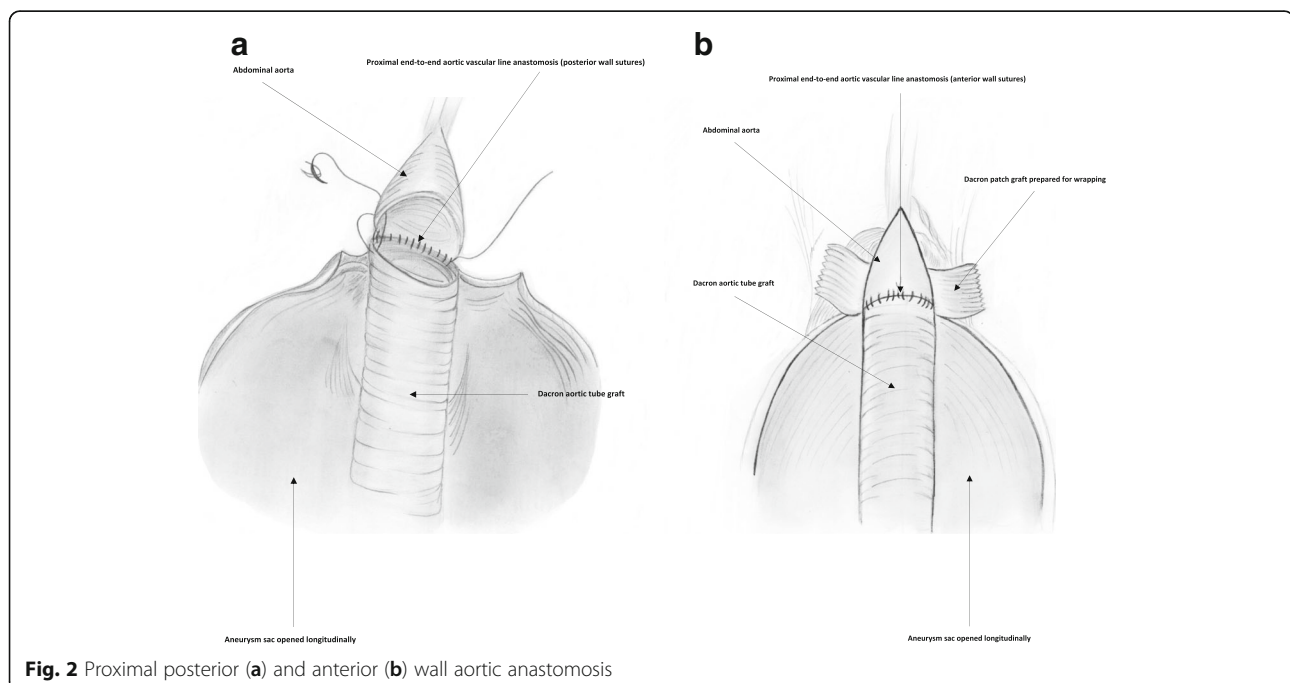 a
Proximal end-to-end aortic vascular line anastomosis (posterior wall sutures)
Abdominal aorta
Dacron aortic tube graft
Aneurysm sac opened longitudinally
b
Proximal end-to-end aortic vascular line anastomosis (anterior wall sutures)
Abdominal aorta
Dacron patch graft prepared for wrapping
Dacron aortic tube graft
Aneurysm sac opened longitudinally
Fig. 2 Proximal posterior (a) and anterior (b) wall aortic anastomosis